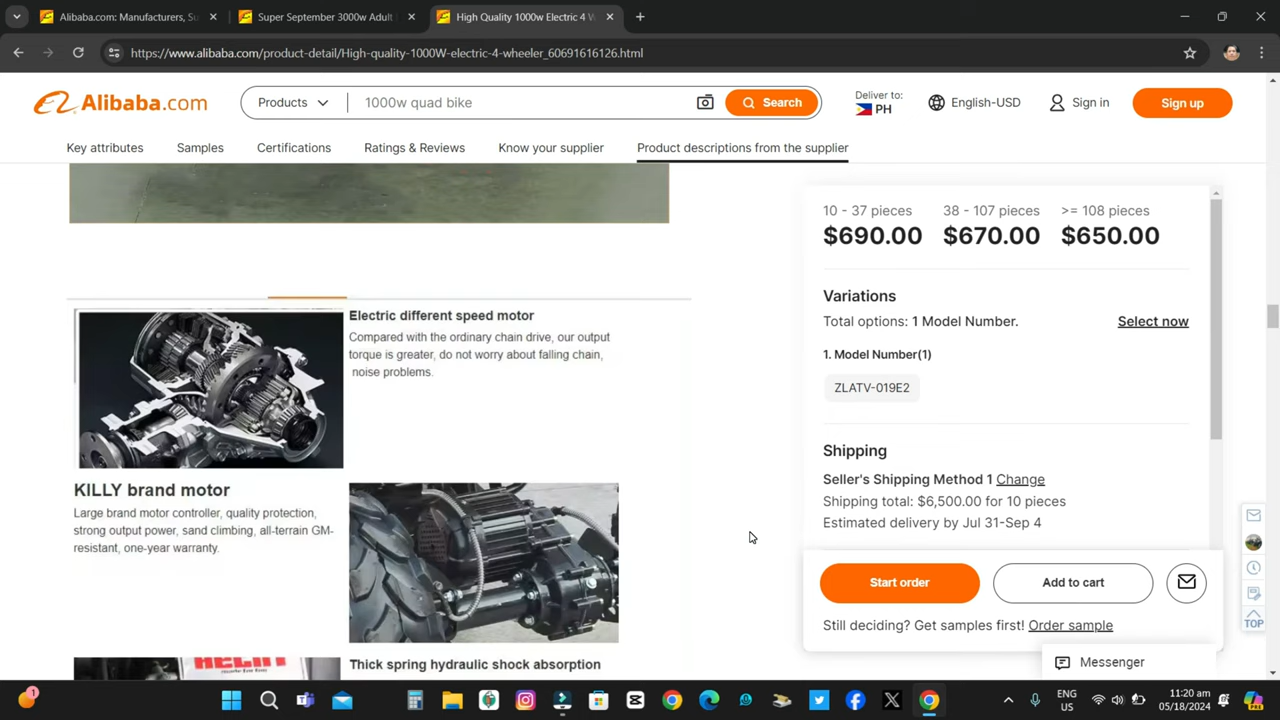 Alibaba.com: Manufacturers, Su
Super September 3000w Adult
High Quality 1000w Electric 4 W
https://www.alibaba.com/product-detail/High-quality-1000W-electric-4-wheeler_60691616126.html
Alibaba.com
Products
1000w quad bike
Search
Deliver to:
PH
English-USD
Sign in
Sign up
Key attributes
Samples
Certifications
Ratings & Reviews
Know your supplier
Product descriptions from the supplier
10 - 37 pieces
$690.00
38 - 107 pieces
$670.00
>= 108 pieces
$650.00
Variations
Total options: 1 Model Number.
Select now
1. Model Number(1)
ZLATV-019E2
Shipping
Seller's Shipping Method 1 Change
Shipping total: $6,500.00 for 10 pieces
Estimated delivery by Jul 31-Sep 4
Start order
Add to cart
Still deciding? Get samples first! Order sample
Messenger
TOP
Electric different speed motor
Compared with the ordinary chain drive, our output
torque is greater, do not worry about falling chain,
noise problems.
KILLY brand motor
Large brand motor controller, quality protection,
strong output power, sand climbing, all-terrain GM-
resistant, one-year warranty.
Thick spring hydraulic shock absorption
1
ENG
US
11:20 am
05/18/2024